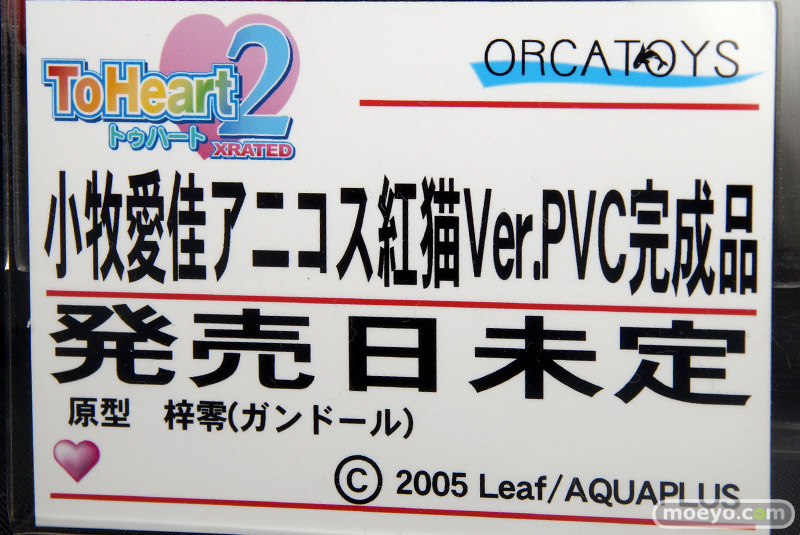 ToHeart2
トゥハート
XRATED
ORCATOYS
小牧愛佳アニコス紅猫Ver.PVC完成品
発売日未定
原型　梓零(ガンドール)
© 2005 Leaf/AQUAPLUS
moeyo.com